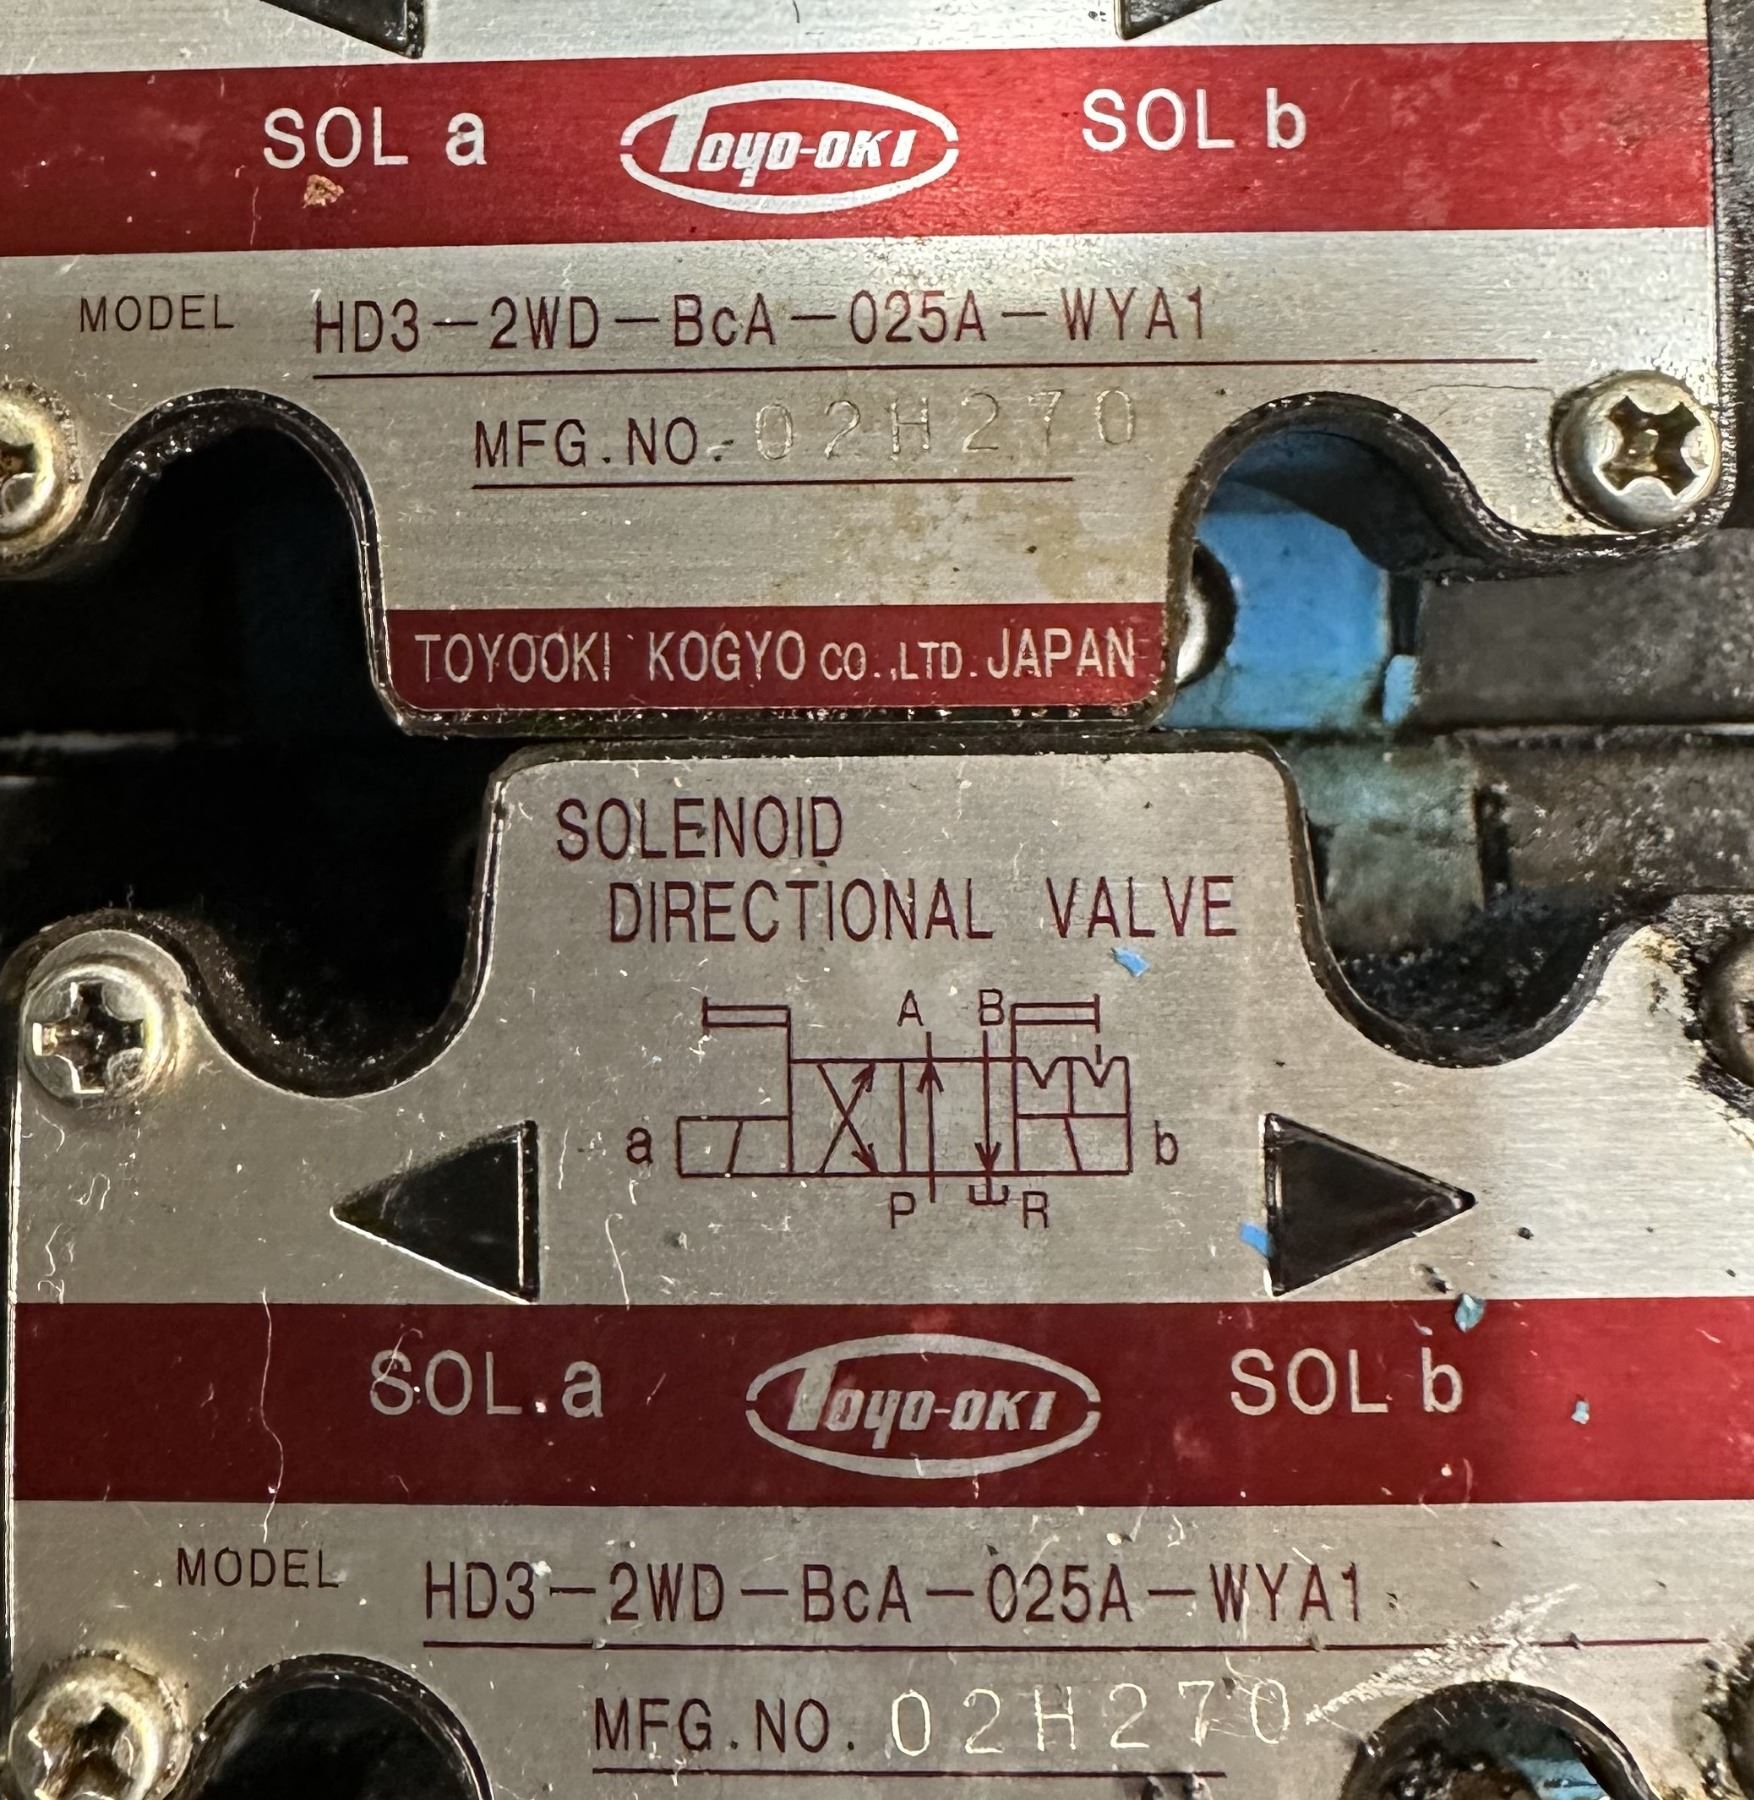 SOL a TOYO-OKI SOL b
MODEL HD3-2WD-BcA-025A-WYA1
MFG.NO. 02H270
TOYOOKI KOGYO CO.,LTD. JAPAN
SOLENOID
DIRECTIONAL VALVE
A B
a b
P R
SOL a TOYO-OKI SOL b
MODEL HD3-2WD-BcA-025A-WYA1
MFG.NO. 02H270